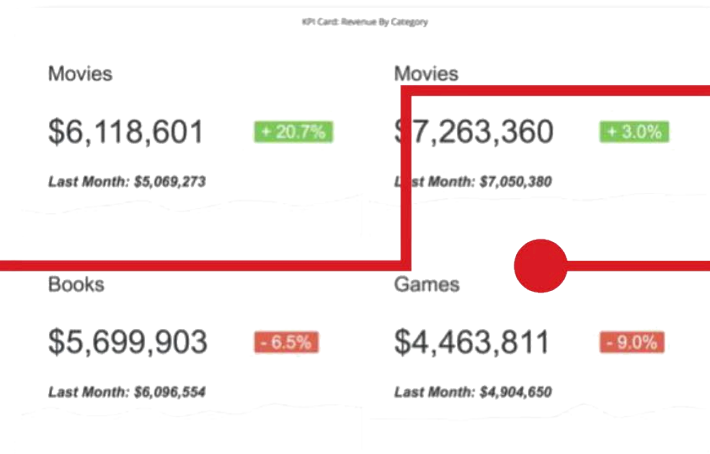 KPI Card: Revenue By Category
Movies
$6,118,601 + 20.7%
Last Month: $5,069,273
Movies
$7,263,360 + 3.0%
Last Month: $7,050,380
Books
$5,699,903 - 6.5%
Last Month: $6,096,554
Games
$4,463,811 - 9.0%
Last Month: $4,904,650